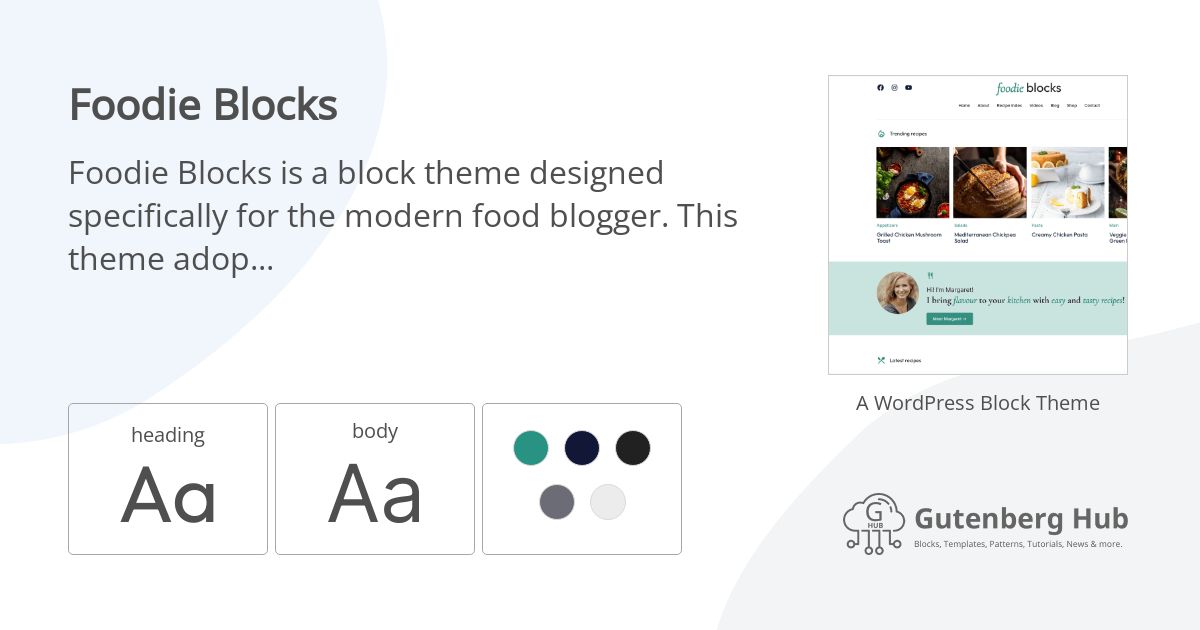 Foodie Blocks
Foodie Blocks is a block theme designed
specifically for the modern food blogger. This
theme adop...
heading
Aa
body
Aa
foodie blocks
Home About Recipe Index Videos Blog Shop Contact
Trending recipes
Appetizers
Grilled Chicken Mushroom
Toast
Salads
Mediterranean Chickpea
Salad
Pasta
Creamy Chicken Pasta
Main
Veggie
Green
Hi! I'm Margaret!
I bring flavour to your kitchen with easy and tasty recipes!
Meet Margaret →
Latest recipes
A WordPress Block Theme
G
HUB
Gutenberg Hub
Blocks, Templates, Patterns, Tutorials, News & more.